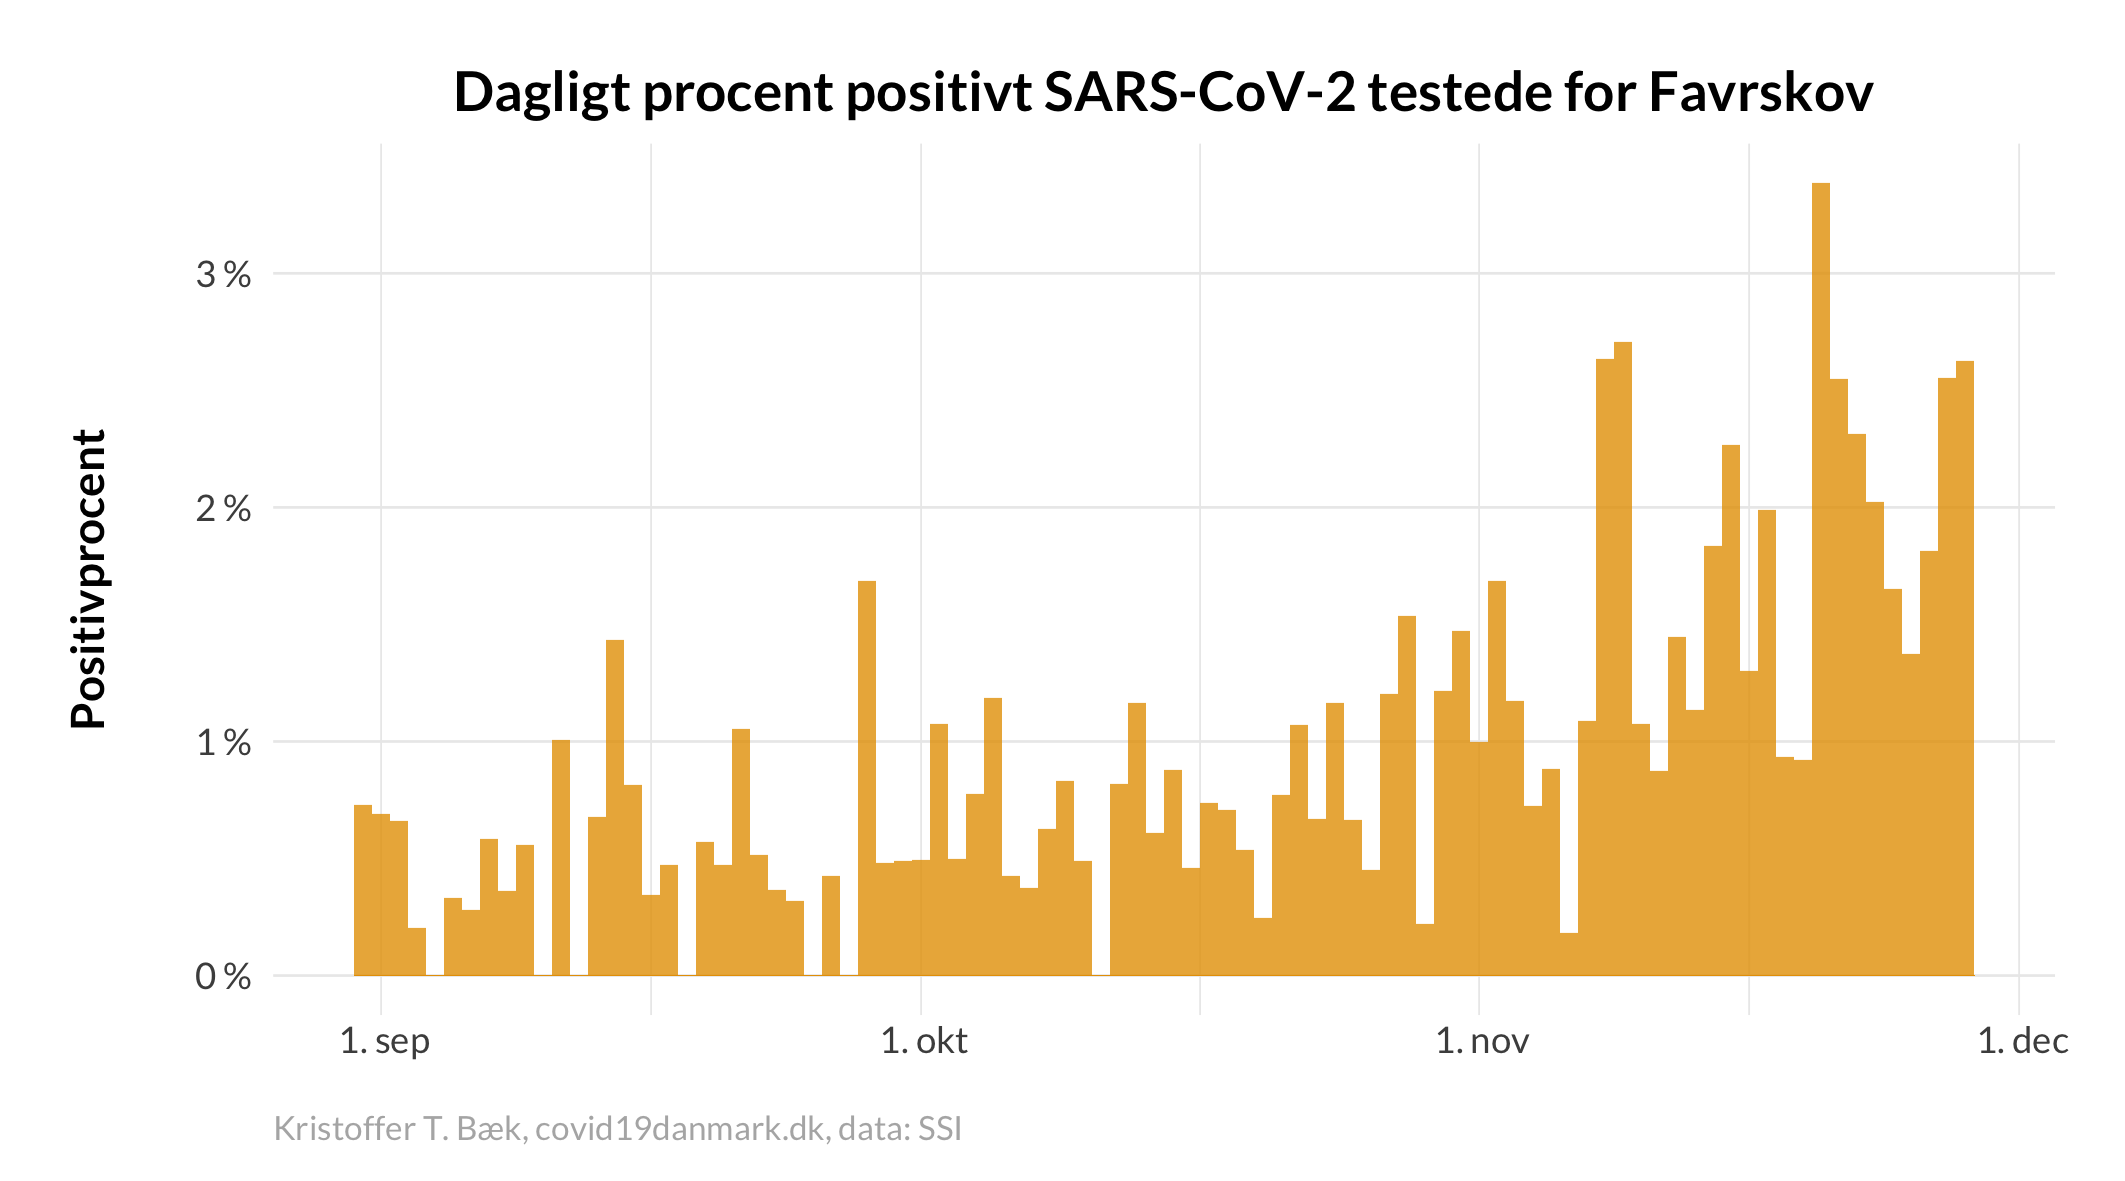 Dagligt procent positivt SARS-CoV-2 testede for Favrskov
Positivprocent
3 %
2 %
1 %
0 %
1. sep
1. okt
1. nov
1. dec
Kristoffer T. Bæk, covid19danmark.dk, data: SSI